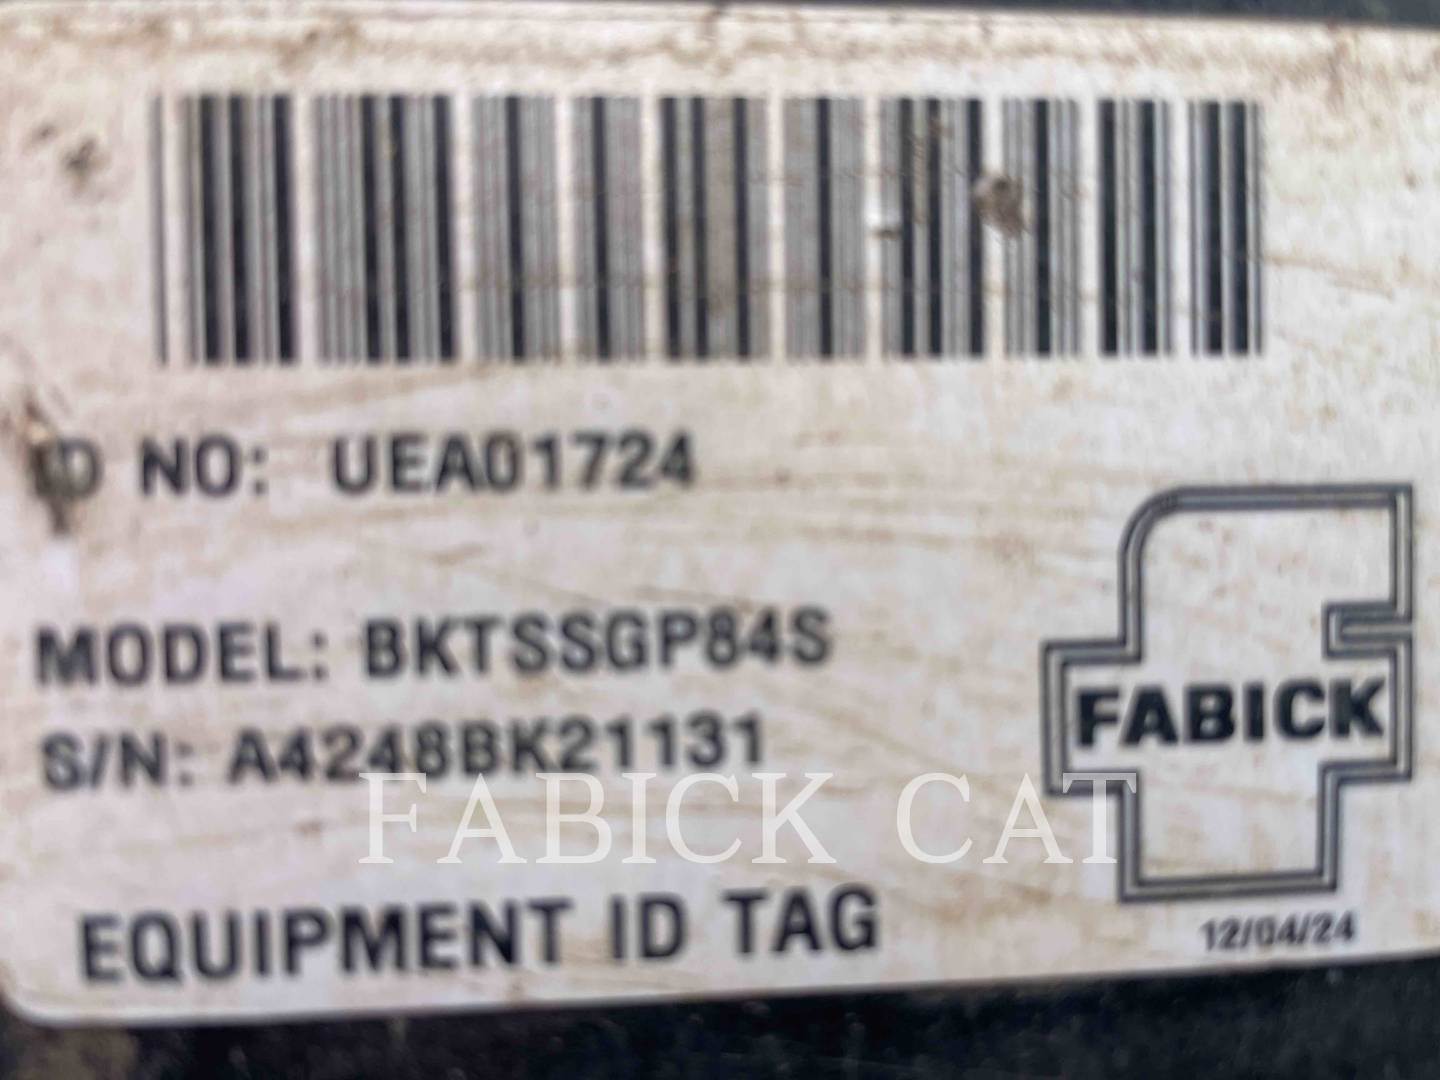 ID NO: UEA01724
MODEL: BKTSSGP84S
S/N: A4248BK21131
FABICK
FABICK CAT
EQUIPMENT ID TAG
12/04/24